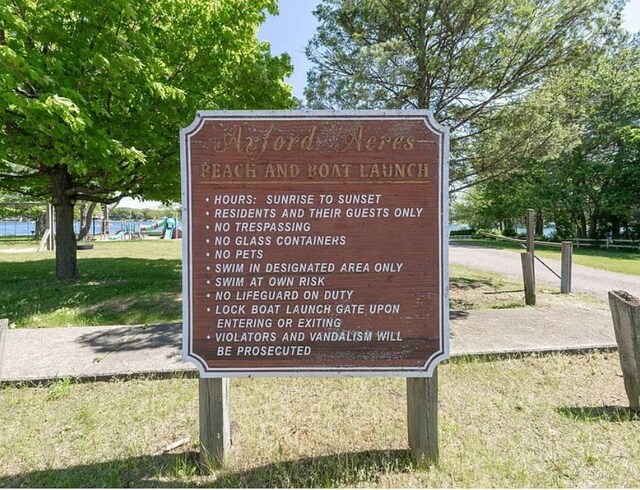 Axford Acres
BEACH AND BOAT LAUNCH
• HOURS: SUNRISE TO SUNSET
• RESIDENTS AND THEIR GUESTS ONLY
• NO TRESPASSING
• NO GLASS CONTAINERS
• NO PETS
• SWIM IN DESIGNATED AREA ONLY
• SWIM AT OWN RISK
• NO LIFEGUARD ON DUTY
• LOCK BOAT LAUNCH GATE UPON
ENTERING OR EXITING
• VIOLATORS AND VANDALISM WILL
BE PROSECUTED